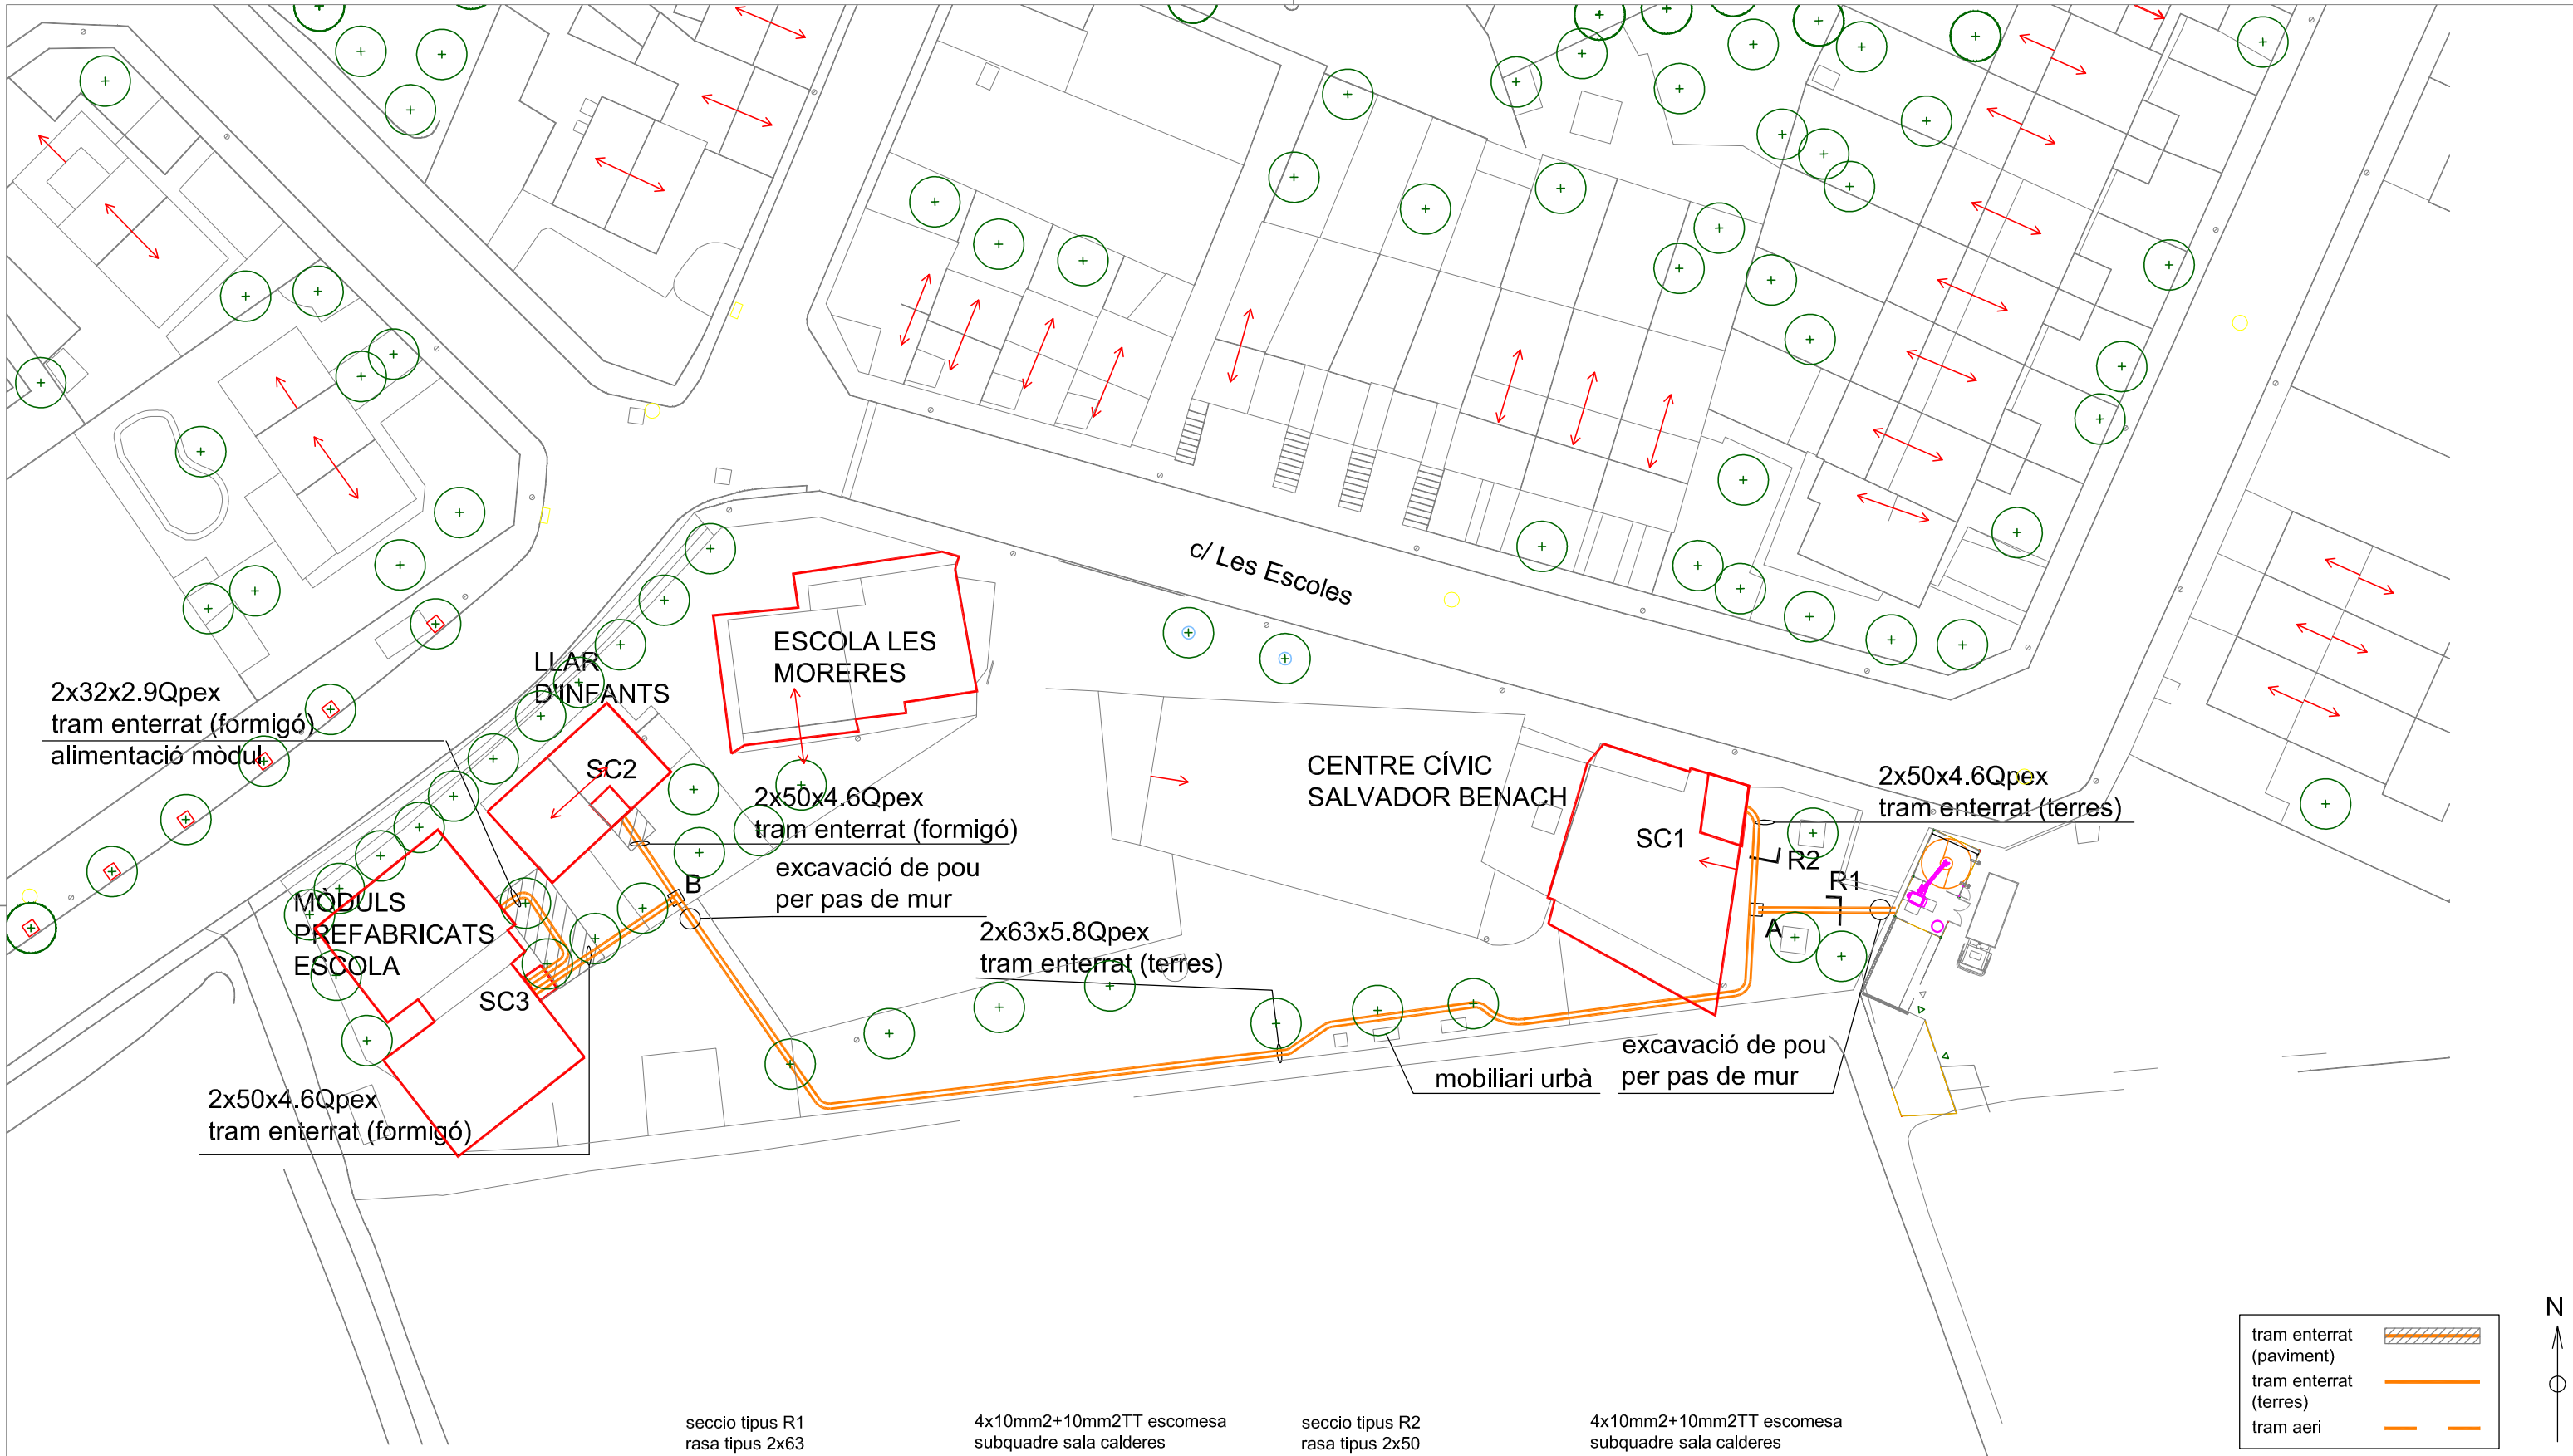 c/ Les Escoles
ESCOLA LES
MORERES
LLAR
D'INFANTS
2x32x2.9Qpex
tram enterrat (formigó)
alimentació mòdul
SC2
2x50x4.6Qpex
tram enterrat (formigó)
excavació de pou
per pas de mur
B
CENTRE CÍVIC
SALVADOR BENACH
SC1
2x50x4.6Qpex
tram enterrat (terres)
R2
R1
A
MÒDULS
PREFABRICATS
ESCOLA
SC3
2x63x5.8Qpex
tram enterrat (terres)
2x50x4.6Qpex
tram enterrat (formigó)
mobiliari urbà
excavació de pou
per pas de mur
N
tram enterrat
(paviment)
tram enterrat
(terres)
tram aeri
seccio tipus R1
rasa tipus 2x63
4x10mm2+10mm2TT escomesa
subquadre sala calderes
seccio tipus R2
rasa tipus 2x50
4x10mm2+10mm2TT escomesa
subquadre sala calderes